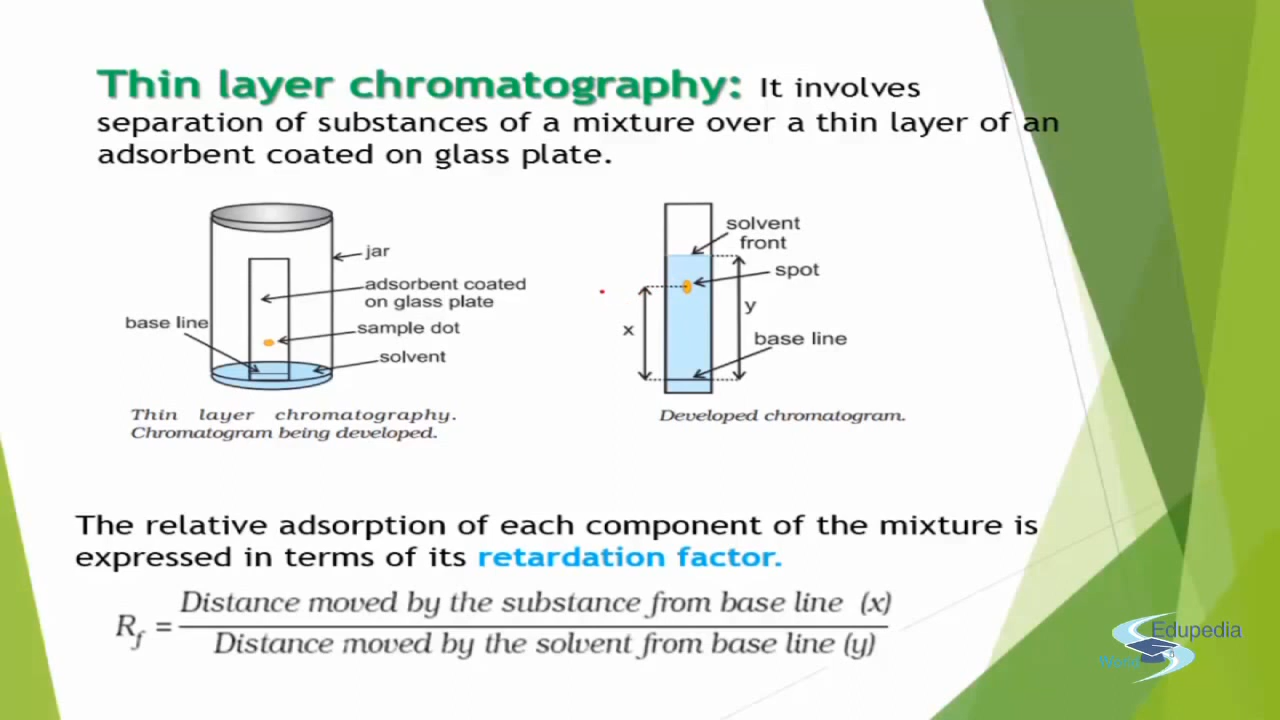 Thin layer chromatography: It involves
separation of substances of a mixture over a thin layer of an
adsorbent coated on glass plate.
jar
adsorbent coated
on glass plate
base line
sample dot
solvent
Thin layer chromatography.
Chromatogram being developed.
solvent
front
spot
x
y
base line
Developed chromatogram.
The relative adsorption of each component of the mixture is
expressed in terms of its retardation factor.
Rf = Distance moved by the substance from base line (x)
Distance moved by the solvent from base line (y)
Edupedia
World